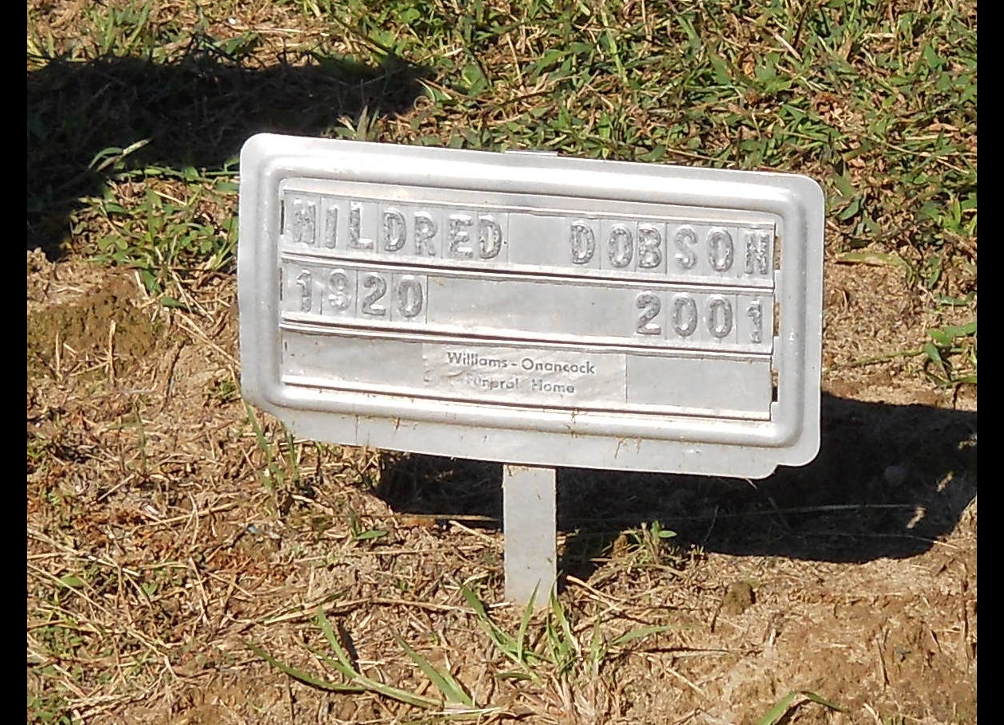 MILDRED DOBSON
1920 2001
Williams - Onancock
Funeral Home